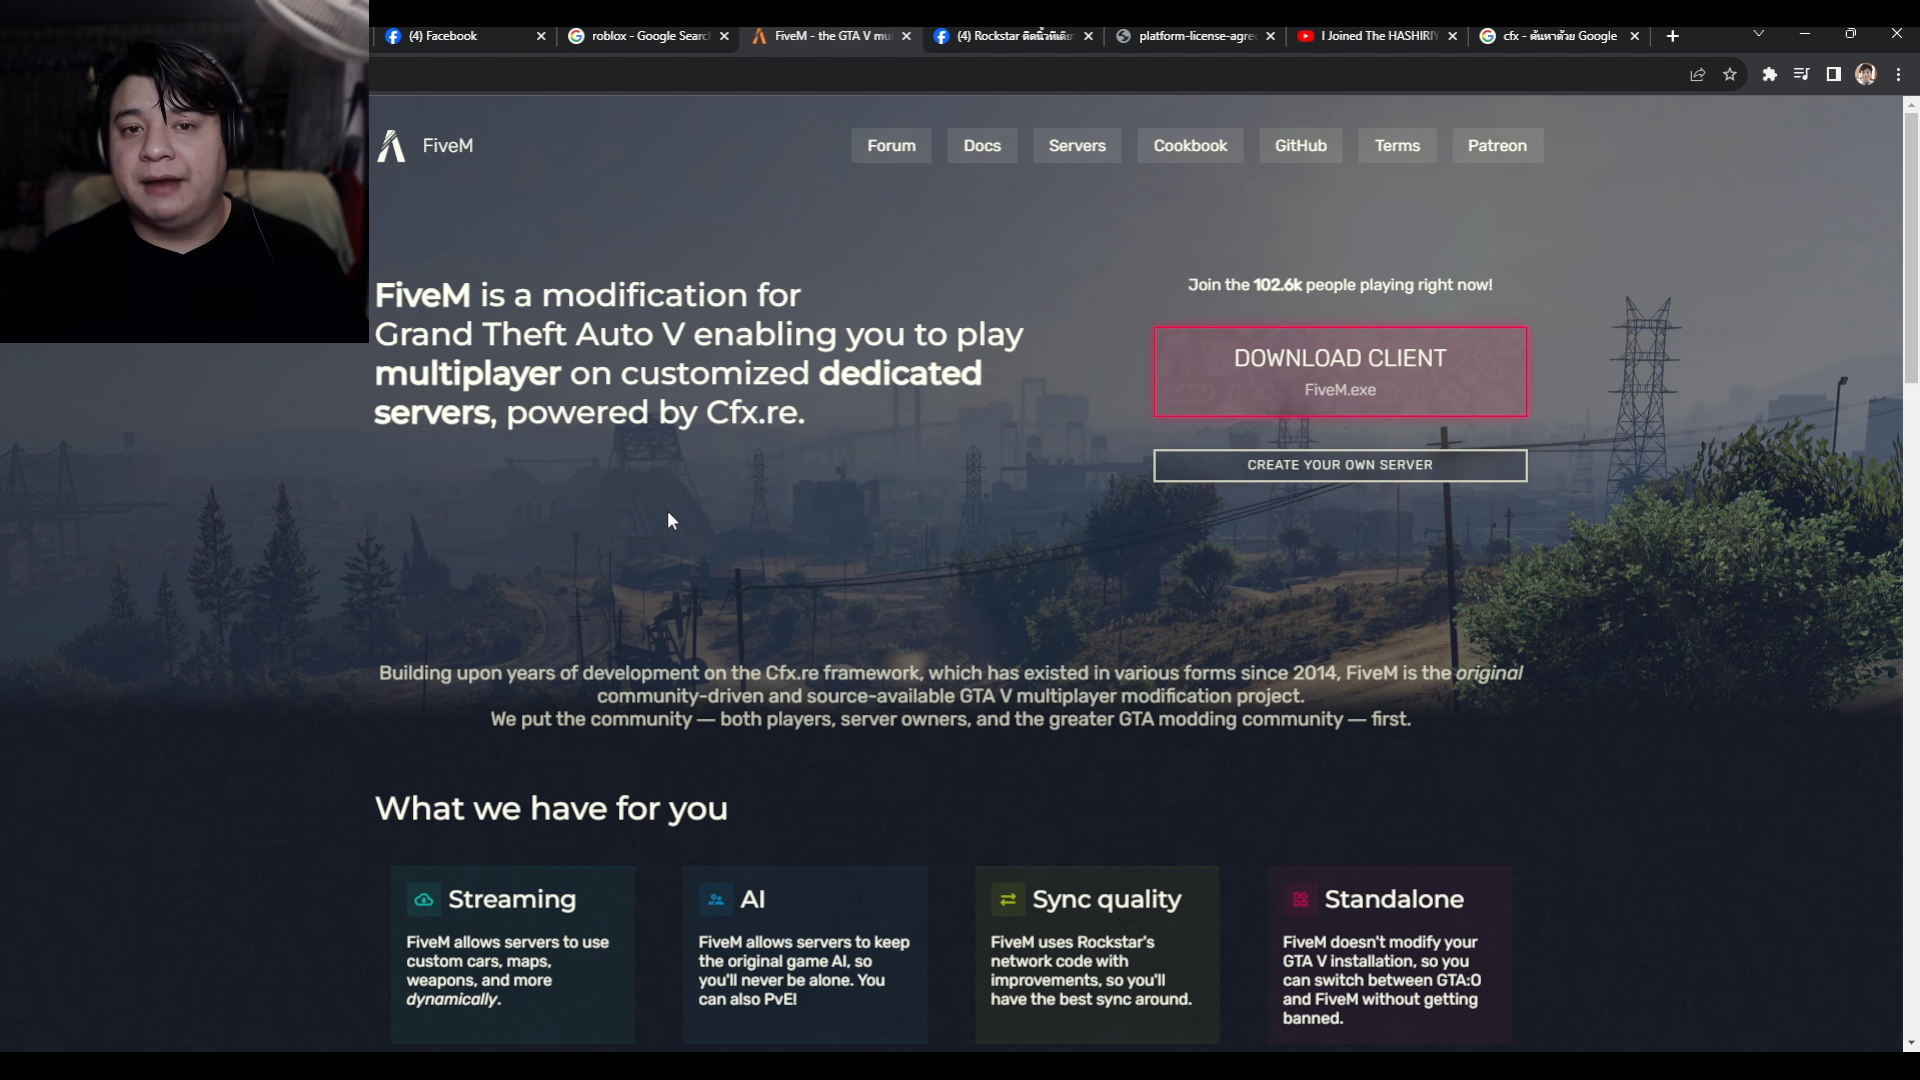 (4) Facebook
roblox - Google Searc
FiveM - the GTA V mul
(4) Rockstar
platform-license-agree
I Joined The HASHIRIY
cfx - ค้นหาด้วย Google
FiveM
Forum
Docs
Servers
Cookbook
GitHub
Terms
Patreon
FiveM is a modification for
Grand Theft Auto V enabling you to play
multiplayer on customized dedicated
servers, powered by Cfx.re.
Join the 102.6k people playing right now!
DOWNLOAD CLIENT
FiveM.exe
CREATE YOUR OWN SERVER
Building upon years of development on the Cfx.re framework, which has existed in various forms since 2014, FiveM is the original
community-driven and source-available GTA V multiplayer modification project.
We put the community — both players, server owners, and the greater GTA modding community — first.
What we have for you
Streaming
FiveM allows servers to use
custom cars, maps,
weapons, and more
dynamically.
AI
FiveM allows servers to keep
the original game AI, so
you'll never be alone. You
can also PvE!
Sync quality
FiveM uses Rockstar's
network code with
improvements, so you'll
have the best sync around.
Standalone
FiveM doesn't modify your
GTA V installation, so you
can switch between GTA:O
and FiveM without getting
banned.